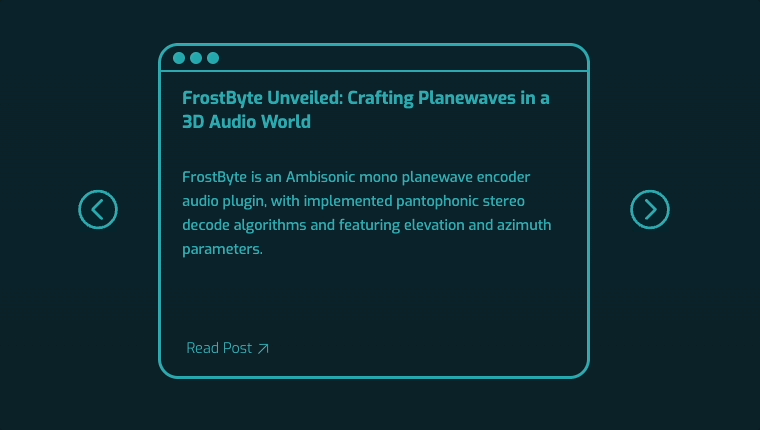 FrostByte Unveiled: Crafting Planewaves in a
3D Audio World
FrostByte is an Ambisonic mono planewave encoder
audio plugin, with implemented pantophonic stereo
decode algorithms and featuring elevation and azimuth
parameters.
Read Post